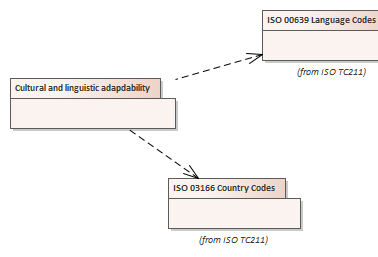 ISO 00639 Language Codes
(from ISO TC211)
Cultural and linguistic adapdability
ISO 03166 Country Codes
(from ISO TC211)